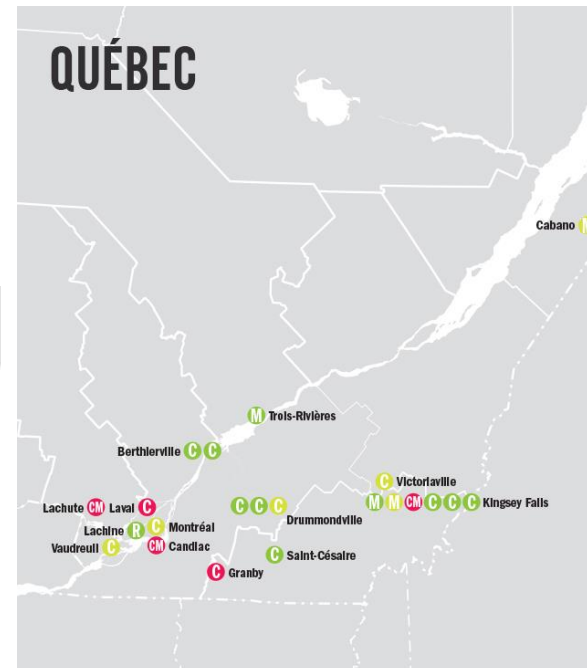 QUÉBEC
Cabano M
M Trois-Rivières
Berthierville C C
C Victoriaville
Lachute CM Laval C
C C C
M M CM C C C Kingsey Falls
Drummondville
Lachine R C Montréal
Vaudreuil C CM Candiac
C Saint-Césaire
C Granby